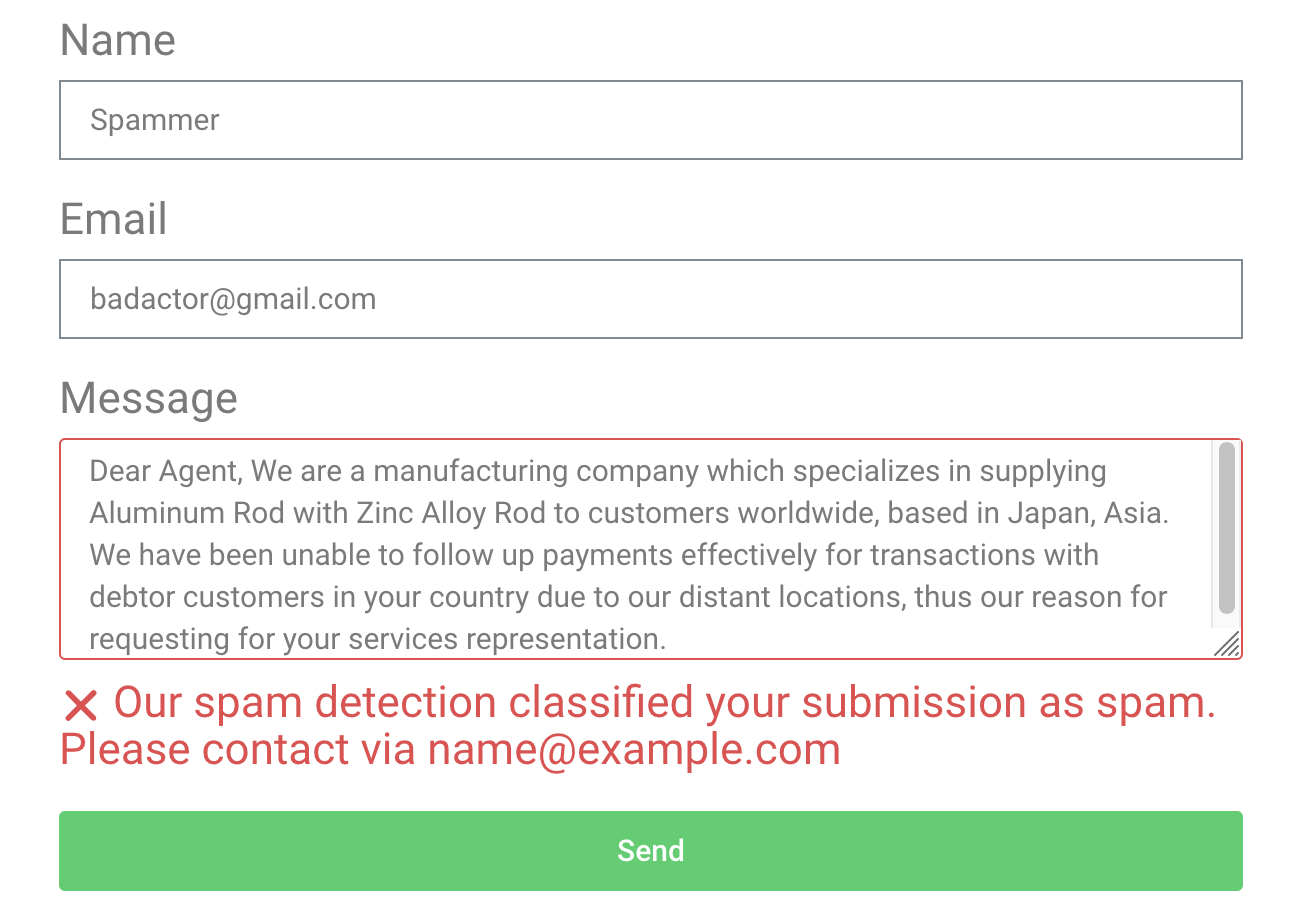 Name
Spammer
Email
badactor@gmail.com
Message
Dear Agent, We are a manufacturing company which specializes in supplying
Aluminum Rod with Zinc Alloy Rod to customers worldwide, based in Japan, Asia.
We have been unable to follow up payments effectively for transactions with
debtor customers in your country due to our distant locations, thus our reason for
requesting for your services representation.
Our spam detection classified your submission as spam.
Please contact via name@example.com
Send